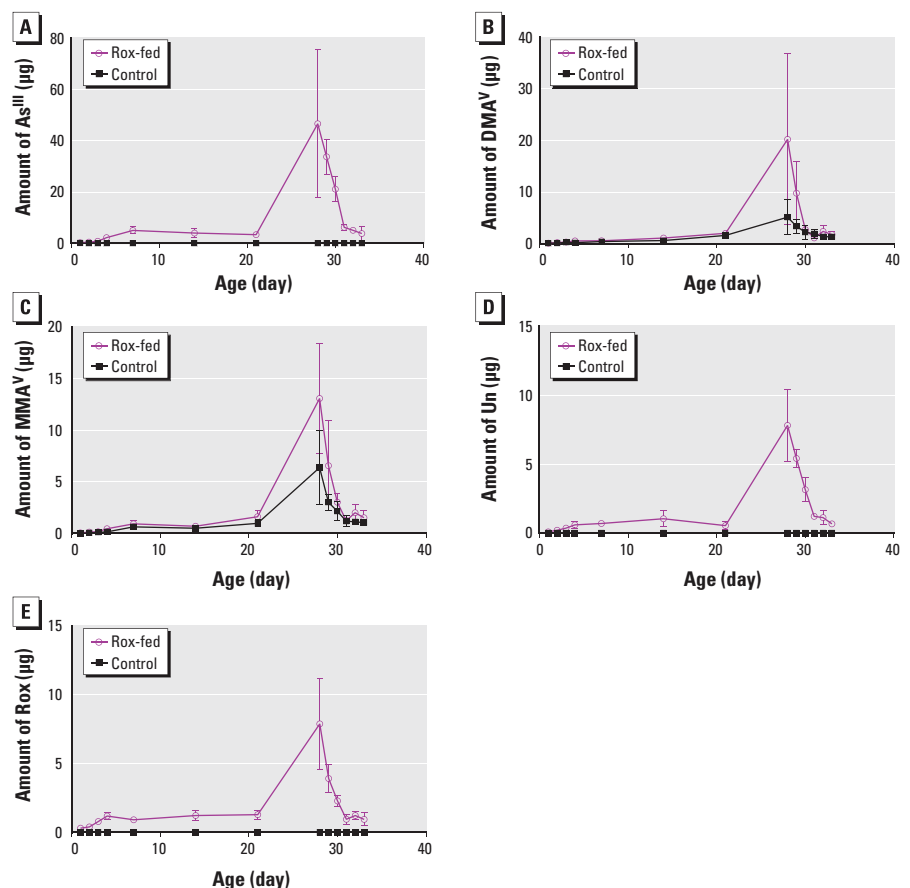 A
Amount of Asᴵᴵᴵ (µg)
80
60
40
20
0
Rox-fed
Control
0 10 20 30 40
Age (day)
B
Amount of DMAⱽ (µg)
40
30
20
10
0
Rox-fed
Control
0 10 20 30 40
Age (day)
C
Amount of MMAⱽ (µg)
20
15
10
5
0
Rox-fed
Control
0 10 20 30 40
Age (day)
D
Amount of Un (µg)
15
10
5
0
Rox-fed
Control
0 10 20 30 40
Age (day)
E
Amount of Rox (µg)
15
10
5
0
Rox-fed
Control
0 10 20 30 40
Age (day)